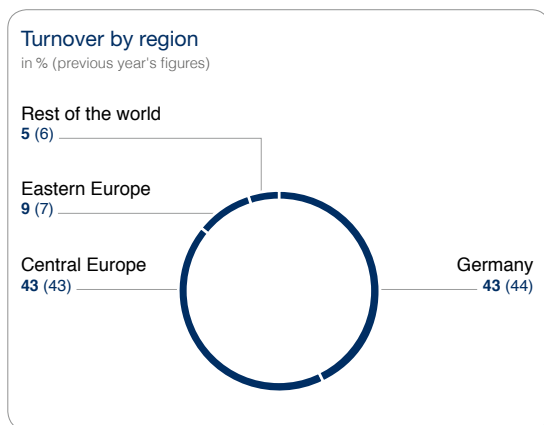 Turnover by region
in % (previous year's figures)
Rest of the world
5 (6)
Eastern Europe
9 (7)
Central Europe
43 (43)
Germany
43 (44)